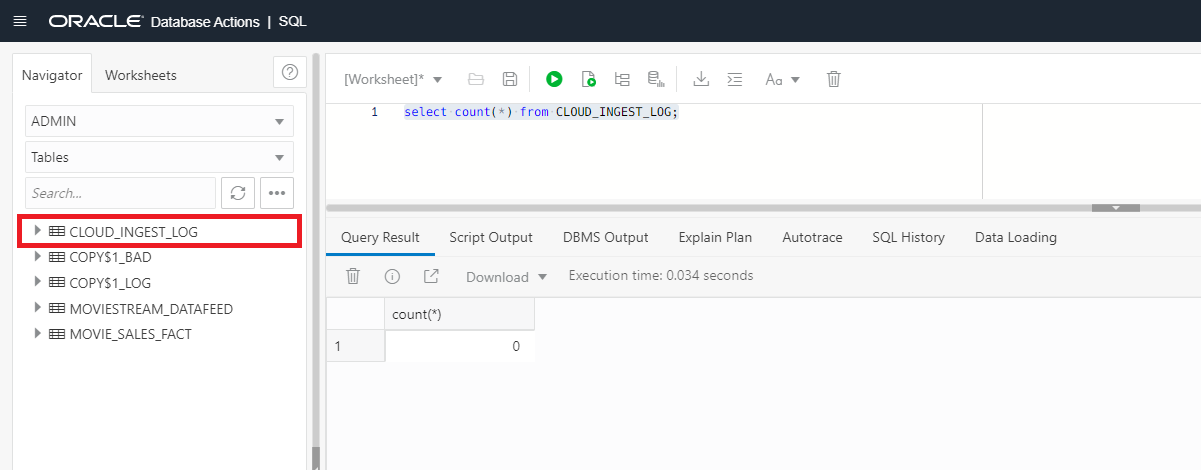 ORACLE Database Actions | SQL
Navigator
Worksheets
ADMIN
Tables
Search...
CLOUD_INGEST_LOG
COPY$1_BAD
COPY$1_LOG
MOVIESTREAM_DATAFEED
MOVIE_SALES_FACT
[Worksheet]*
Aa
1 select count(*) from CLOUD_INGEST_LOG;
Query Result Script Output DBMS Output Explain Plan Autotrace SQL History Data Loading
Download Execution time: 0.034 seconds
count(*)
1 0